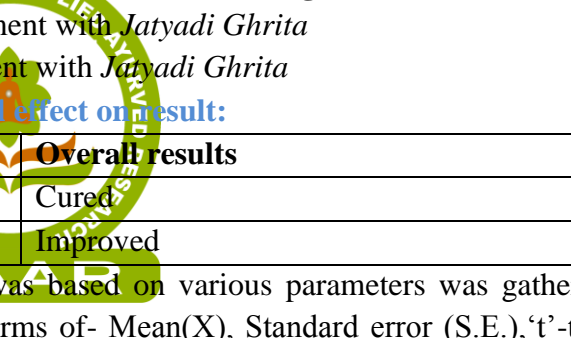 ment with Jatyadi Ghrita
ent with Jatyadi Ghrita
effect on result:
Overall results
Cured
Improved
was based on various parameters was gathe
rms of- Mean(X), Standard error (S.E.),‘t’-t